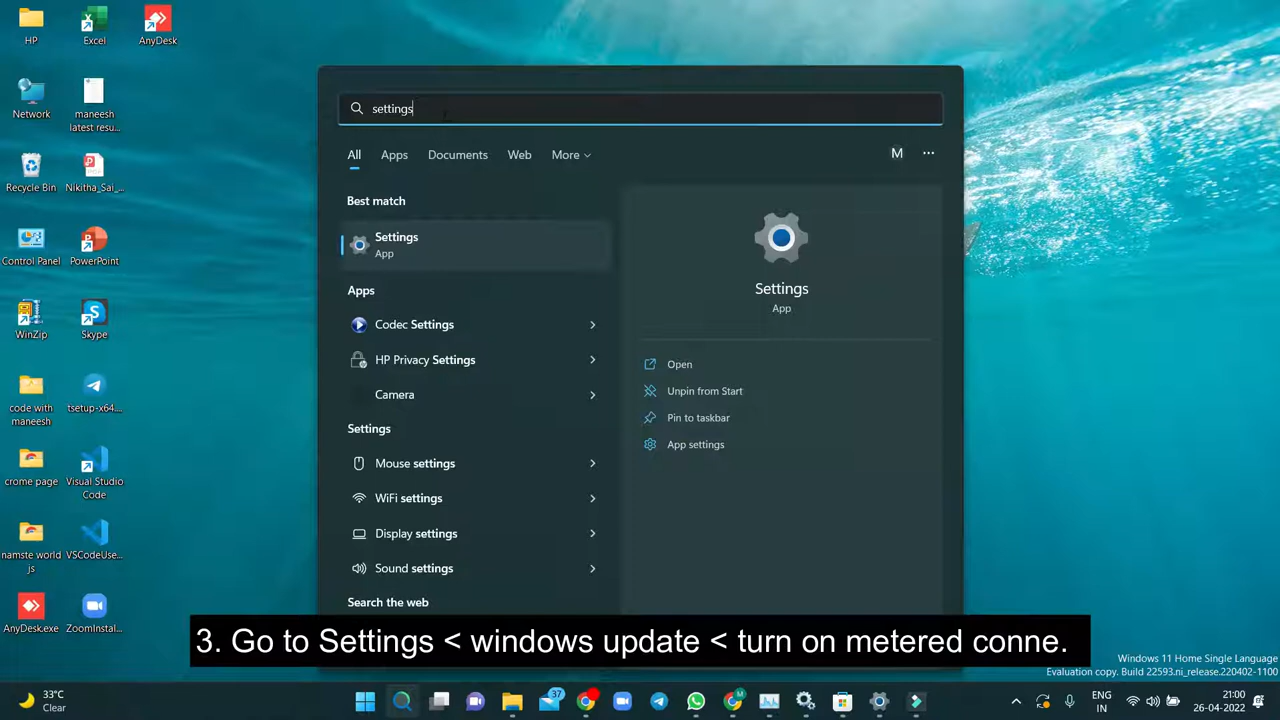 HP
Excel
AnyDesk
Network
maneesh
latest resu...
Recycle Bin
Nikitha_Sai_...
Control Panel
PowerPoint
WinZip
Skype
code with
maneesh
tsetup-x64....
crome page
Visual Studio
Code
namste world
js
VSCodeUse...
AnyDesk.exe
ZoomInstal...
settings
All
Apps
Documents
Web
More
M
Best match
Settings
App
Apps
Codec Settings
HP Privacy Settings
Camera
Settings
Mouse settings
WiFi settings
Display settings
Sound settings
Search the web
Settings
App
Open
Unpin from Start
Pin to taskbar
App settings
3. Go to Settings < windows update < turn on metered conne.
Windows 11 Home Single Language
Evaluation copy. Build 22593.ni_release.220402-1100
33°C
Clear
37
M
ENG
IN
21:00
26-04-2022